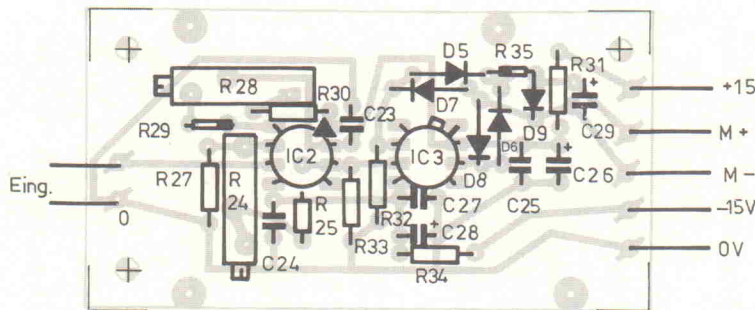 D5
R35
R31
+15
R28
R30
C23
D7
D9
C29
M+
R29
IC2
IC3
D6
D8
M-
R27
R 24
Eing.
R 25
R32
C27
C25
C26
-15V
0
C24
R33
C28
0V
R34
+
+
+